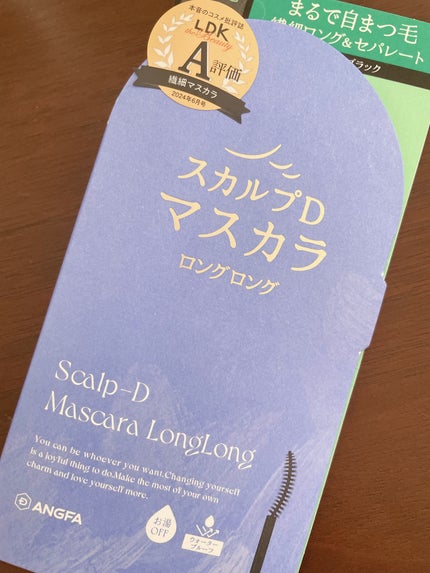 まるで自まつ毛
繊細ロング&セパレート
ブラック
本音のコスメ批評誌
LDK
the Beauty
A評価
繊細マスカラ
2024年6月号
スカルプD
マスカラ
ロングロング
Scalp-D
Mascara LongLong
You can be whoever you want.Changing yourself
is a joyful thing to do.Make the most of your own
charm and love yourself more.
ANGFA
お湯
OFF
ウォーター
プルーフ